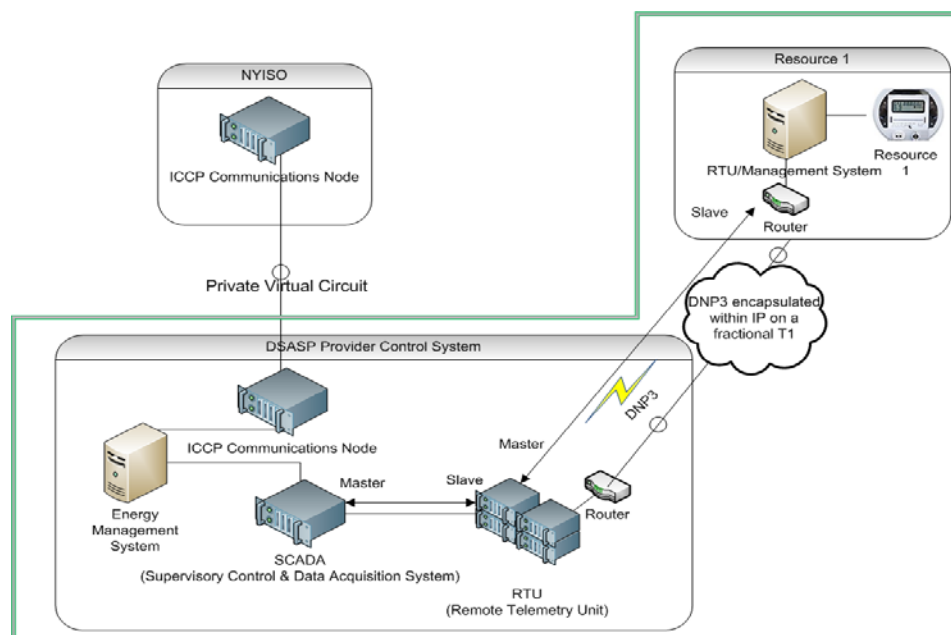 NYISO
ICCP Communications Node
Private Virtual Circuit
Resource 1
RTU/Management System
Resource
1
Slave
Router
DNP3 encapsulated
within IP on a
fractional T1
DSASP Provider Control System
ICCP Communications Node
Energy
Management
System
Master
Slave
SCADA
(Supervisory Control & Data Acquisition System)
Master
DNP3
Router
RTU
(Remote Telemetry Unit)